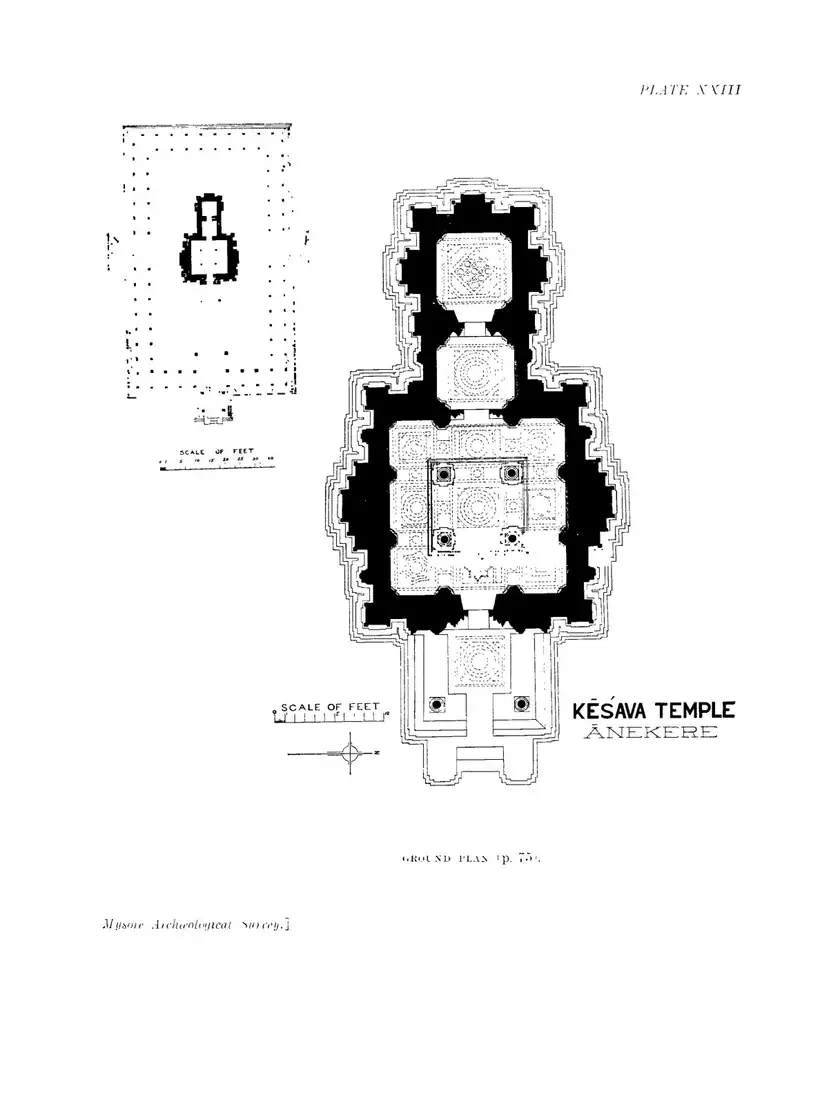 PLATE XXIII
SCALE OF FEET
SCALE OF FEET
N
KĒŚAVA TEMPLE
ĀNEKERE
GROUND PLAN (p. 75).
Mysore Archæological Survey.]